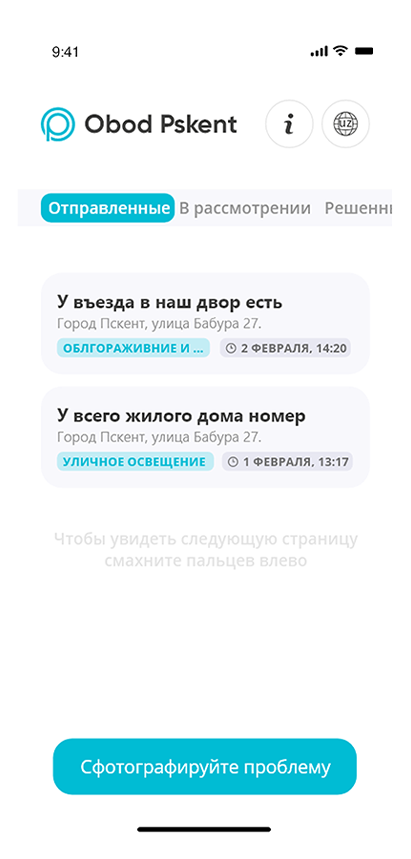 9:41
Obod Pskent
i
UZ
Отправленные В рассмотрении Решенны
У въезда в наш двор есть
Город Пскент, улица Бабура 27.
ОБЛГОРАЖИВНИЕ И ... 2 ФЕВРАЛЯ, 14:20
У всего жилого дома номер
Город Пскент, улица Бабура 27.
УЛИЧНОЕ ОСВЕЩЕНИЕ 1 ФЕВРАЛЯ, 13:17
Чтобы увидеть следующую страницу
смахните пальцев влево
Сфотографируйте проблему